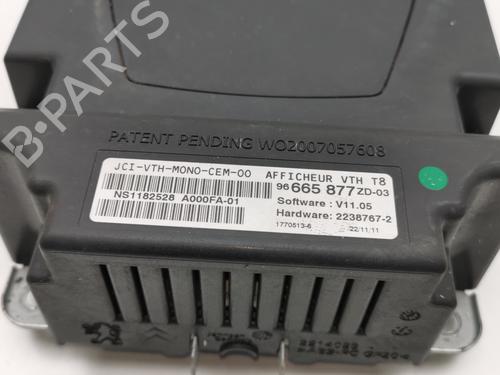 PATENT PENDING WO2007057608
JCI-VTH-MONO-CEM-00 AFFICHEUR VTH T8
96 665 877 ZD-03
NS1182528 A000FA-01
Software : V11.05
Hardware: 2238767-2
1770513-6 22/11/11
B-PARTS